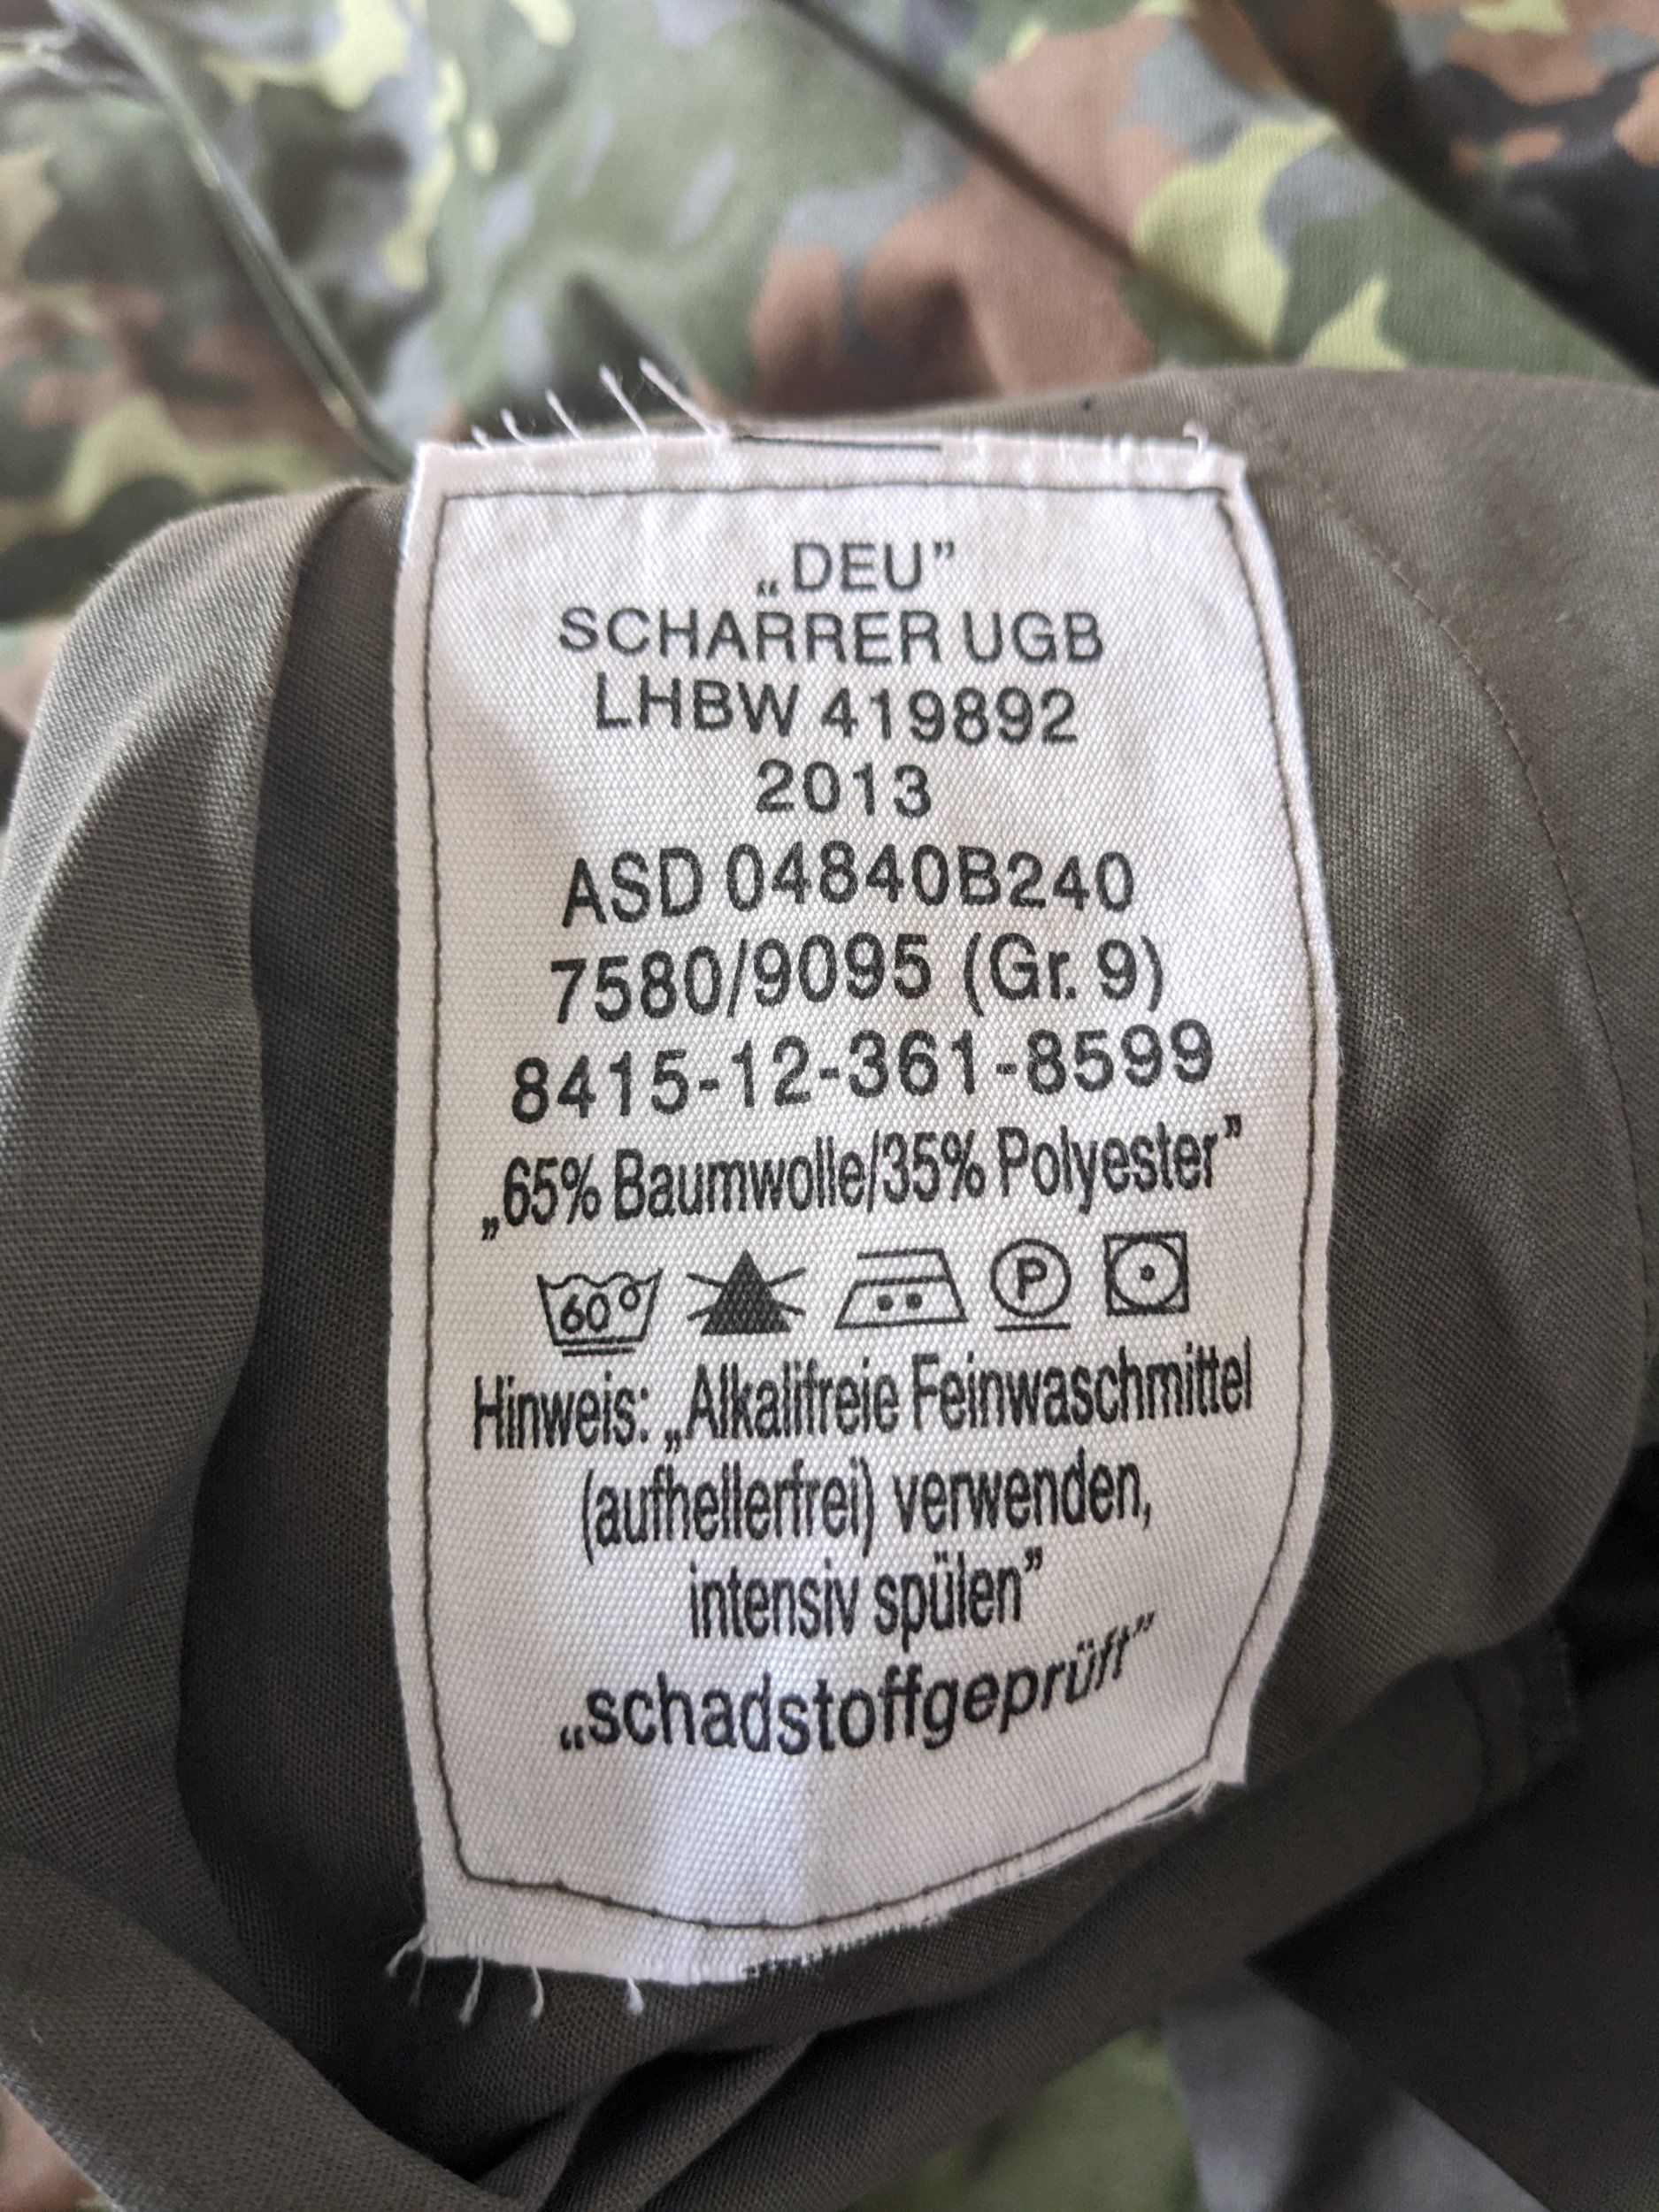 „DEU”
SCHARRER UGB
LHBW 419892
2013
ASD 04840B240
7580/9095 (Gr. 9)
8415-12-361-8599
„65% Baumwolle/35% Polyester”
60° P
Hinweis: „Alkalifreie Feinwaschmittel
(aufhellerfrei) verwenden,
intensiv spülen”
„schadstoffgeprüft”